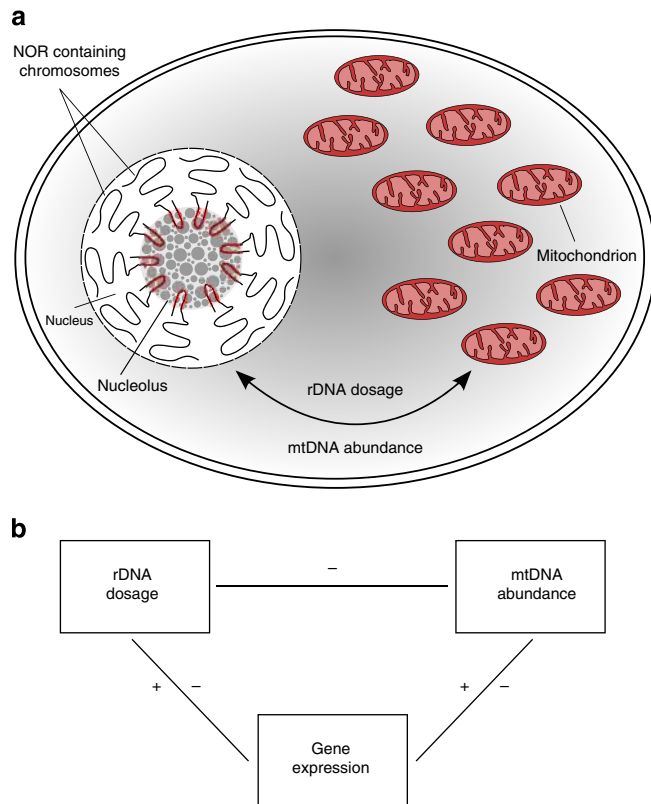 a
NOR containing
chromosomes
Mitochondrion
Nucleus
Nucleolus
rDNA dosage
mtDNA abundance
b
rDNA
dosage
–
mtDNA
abundance
+ –
+ –
Gene
expression